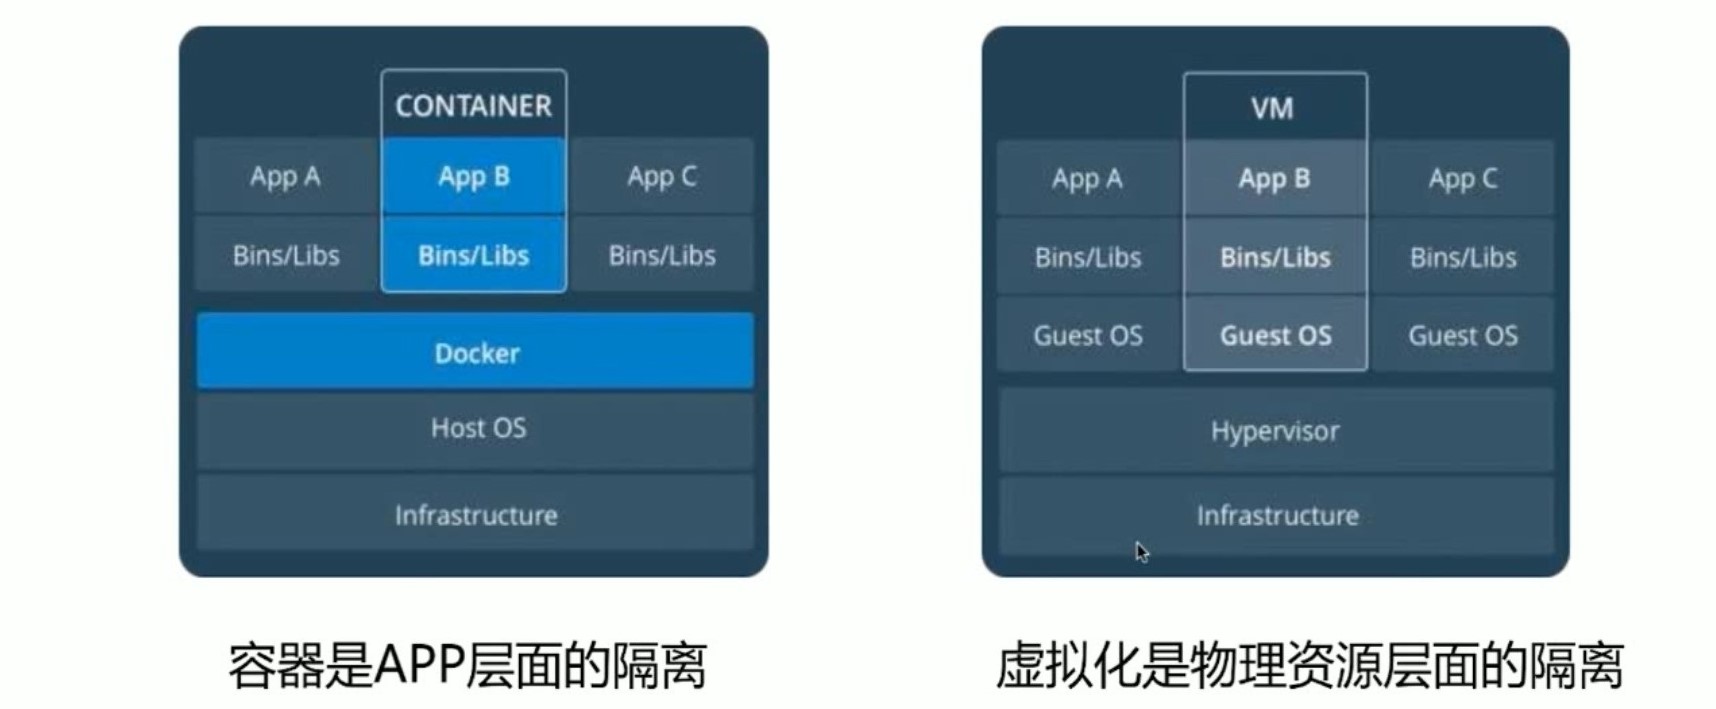 CONTAINER
App A
App B
App C
Bins/Libs
Bins/Libs
Bins/Libs
Docker
Host OS
Infrastructure
容器是APP层面的隔离
VM
App A
App B
App C
Bins/Libs
Bins/Libs
Bins/Libs
Guest OS
Guest OS
Guest OS
Hypervisor
Infrastructure
虚拟化是物理资源层面的隔离